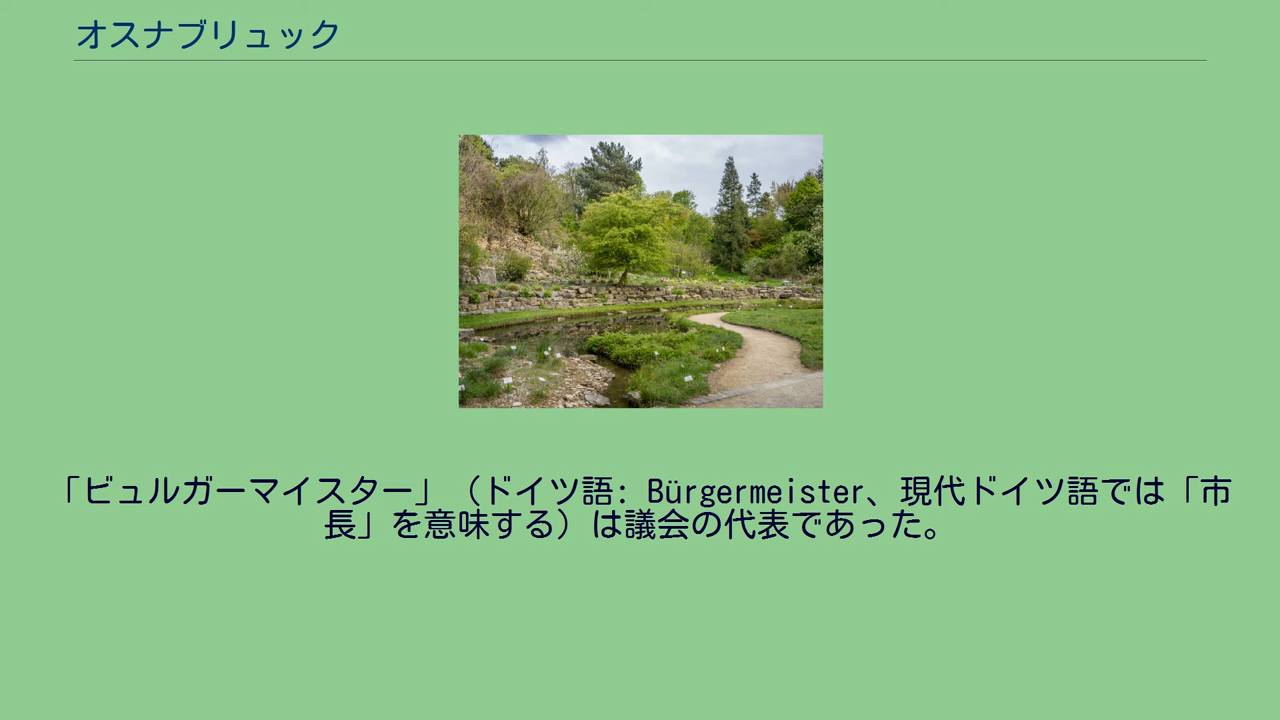 オスナブリュック
「ビュルガーマイスター」（ドイツ語: Bürgermeister、現代ドイツ語では「市
長」を意味する）は議会の代表であった。